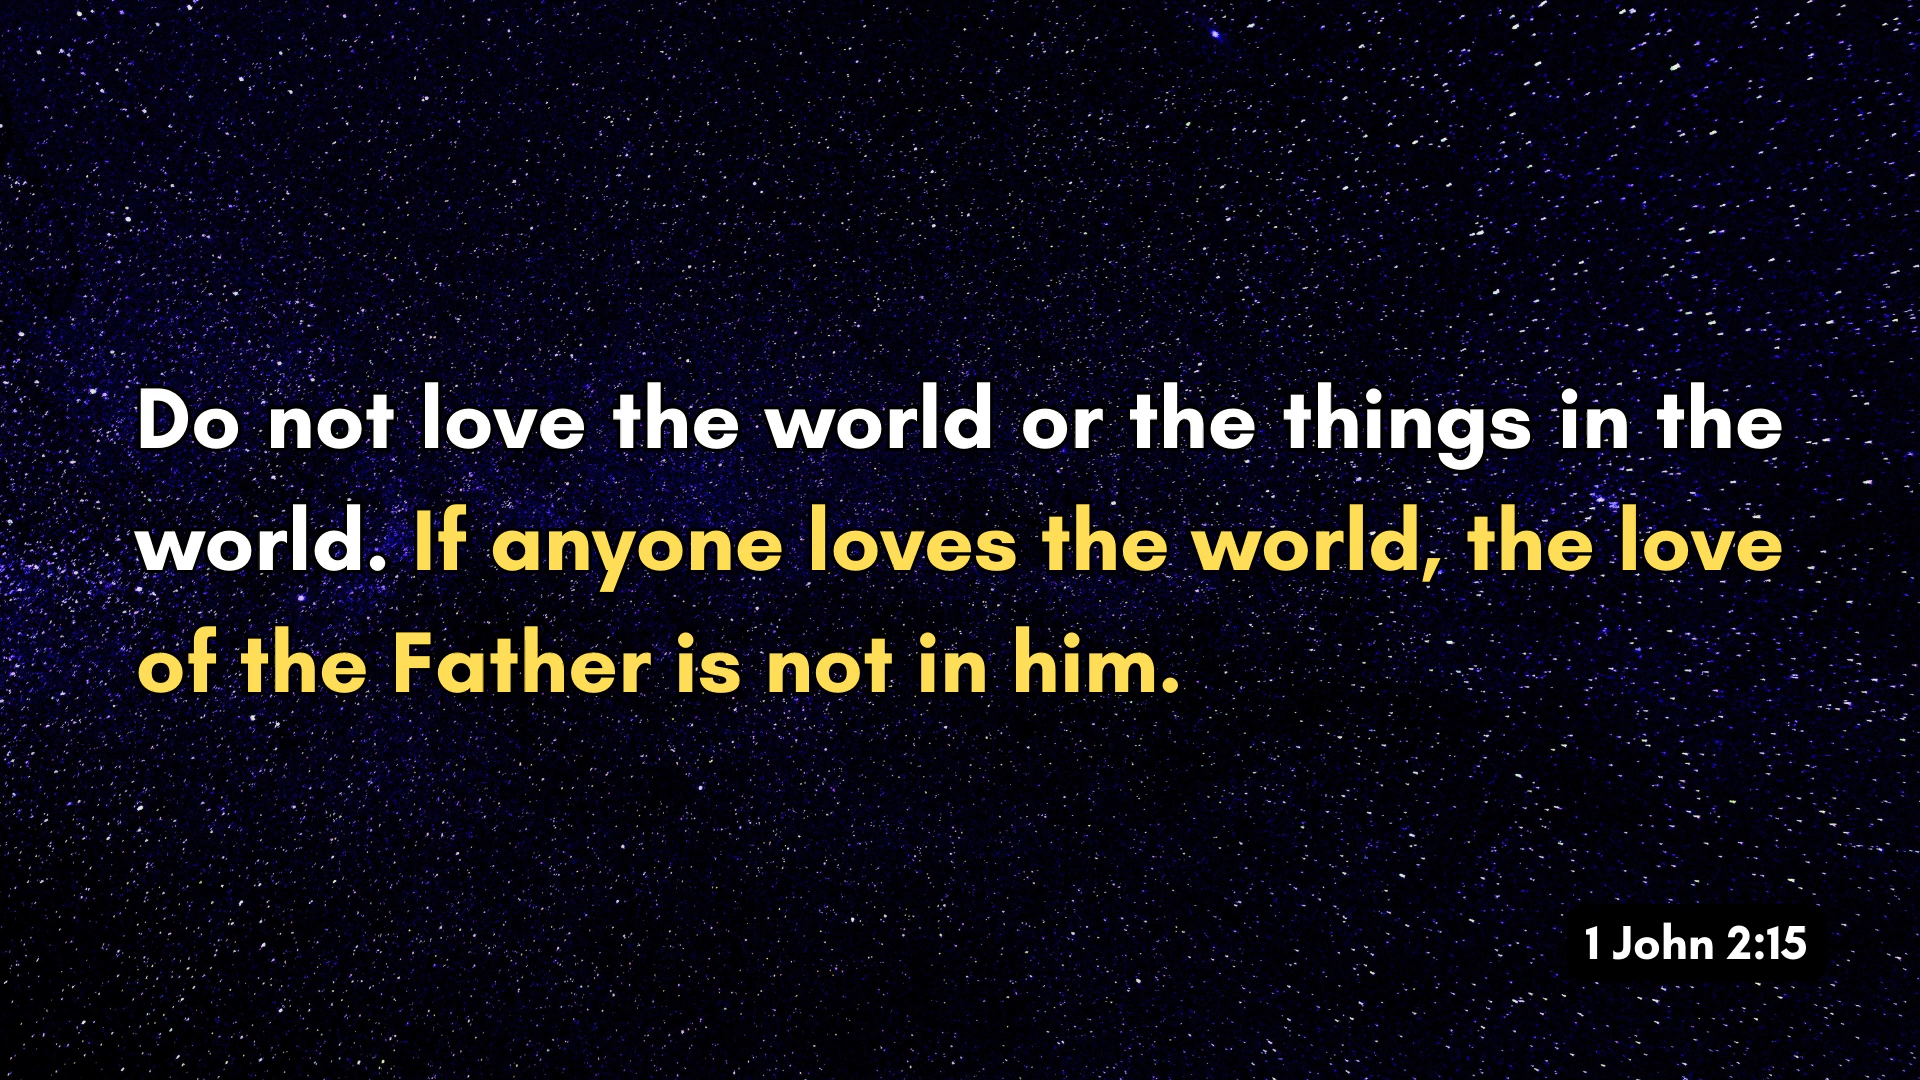 Do not love the world or the things in the
world. If anyone loves the world, the love
of the Father is not in him.
1 John 2:15